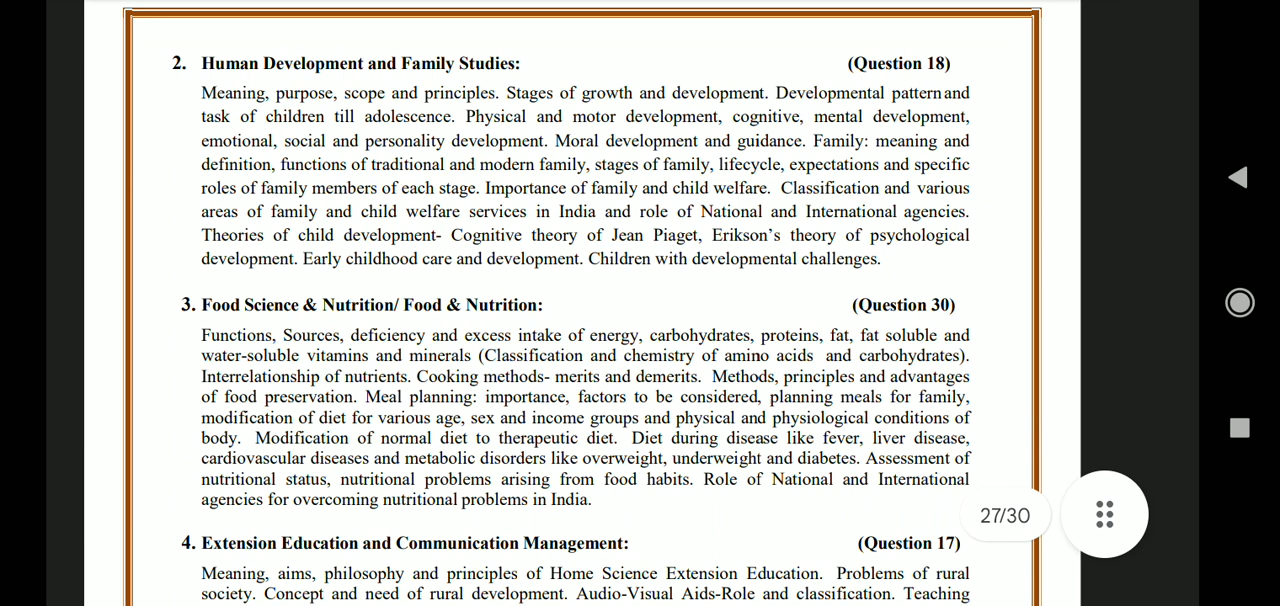 2. Human Development and Family Studies: (Question 18)
Meaning, purpose, scope and principles. Stages of growth and development. Developmental pattern and
task of children till adolescence. Physical and motor development, cognitive, mental development,
emotional, social and personality development. Moral development and guidance. Family: meaning and
definition, functions of traditional and modern family, stages of family, lifecycle, expectations and specific
roles of family members of each stage. Importance of family and child welfare. Classification and various
areas of family and child welfare services in India and role of National and International agencies.
Theories of child development- Cognitive theory of Jean Piaget, Erikson's theory of psychological
development. Early childhood care and development. Children with developmental challenges.
3. Food Science & Nutrition/ Food & Nutrition: (Question 30)
Functions, Sources, deficiency and excess intake of energy, carbohydrates, proteins, fat, fat soluble and
water-soluble vitamins and minerals (Classification and chemistry of amino acids and carbohydrates).
Interrelationship of nutrients. Cooking methods- merits and demerits. Methods, principles and advantages
of food preservation. Meal planning: importance, factors to be considered, planning meals for family,
modification of diet for various age, sex and income groups and physical and physiological conditions of
body. Modification of normal diet to therapeutic diet. Diet during disease like fever, liver disease,
cardiovascular diseases and metabolic disorders like overweight, underweight and diabetes. Assessment of
nutritional status, nutritional problems arising from food habits. Role of National and International
agencies for overcoming nutritional problems in India.
27/30
4. Extension Education and Communication Management: (Question 17)
Meaning, aims, philosophy and principles of Home Science Extension Education. Problems of rural
society. Concept and need of rural development. Audio-Visual Aids-Role and classification. Teaching